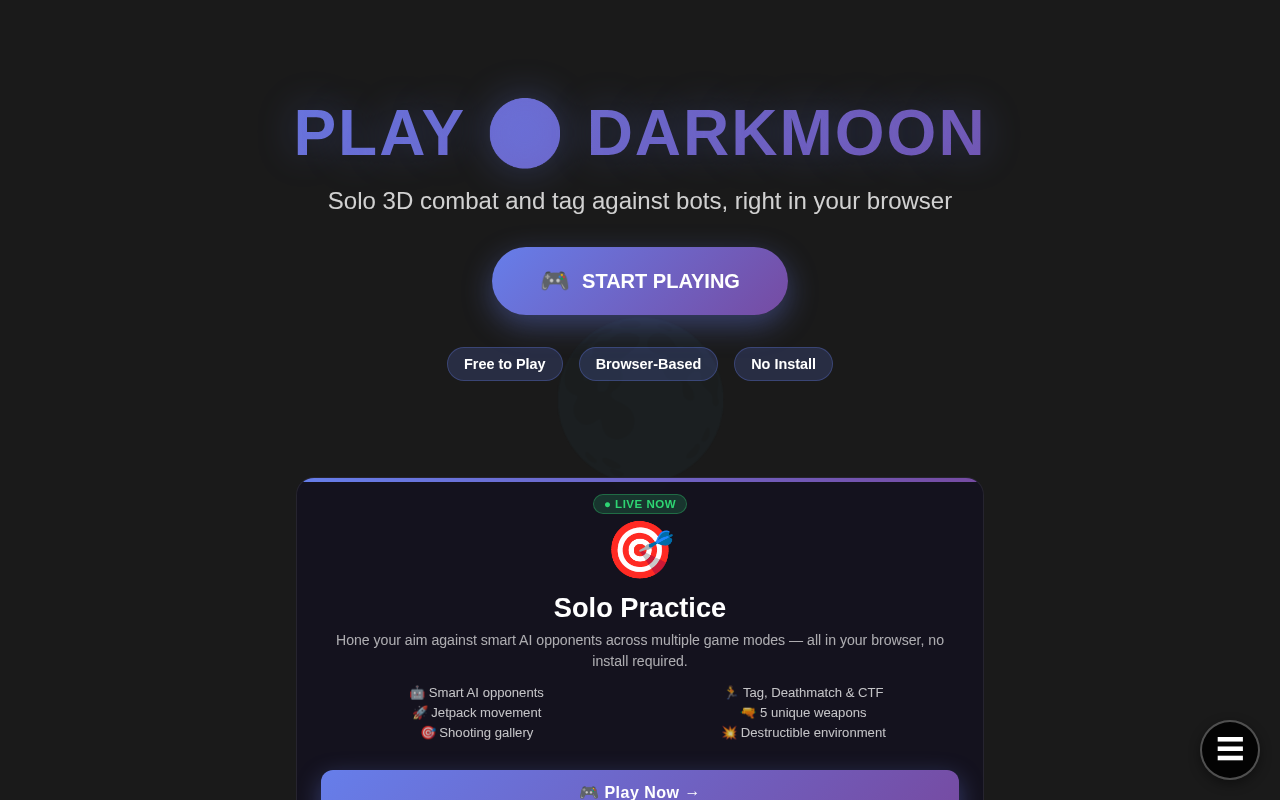 PLAY DARKMOON
Solo 3D combat and tag against bots, right in your browser
🎮 START PLAYING
Free to Play
Browser-Based
No Install
● LIVE NOW
Solo Practice
Hone your aim against smart AI opponents across multiple game modes — all in your browser, no
install required.
🤖 Smart AI opponents
🏃 Tag, Deathmatch & CTF
🚀 Jetpack movement
🔫 5 unique weapons
🎯 Shooting gallery
💥 Destructible environment
🎮 Play Now →